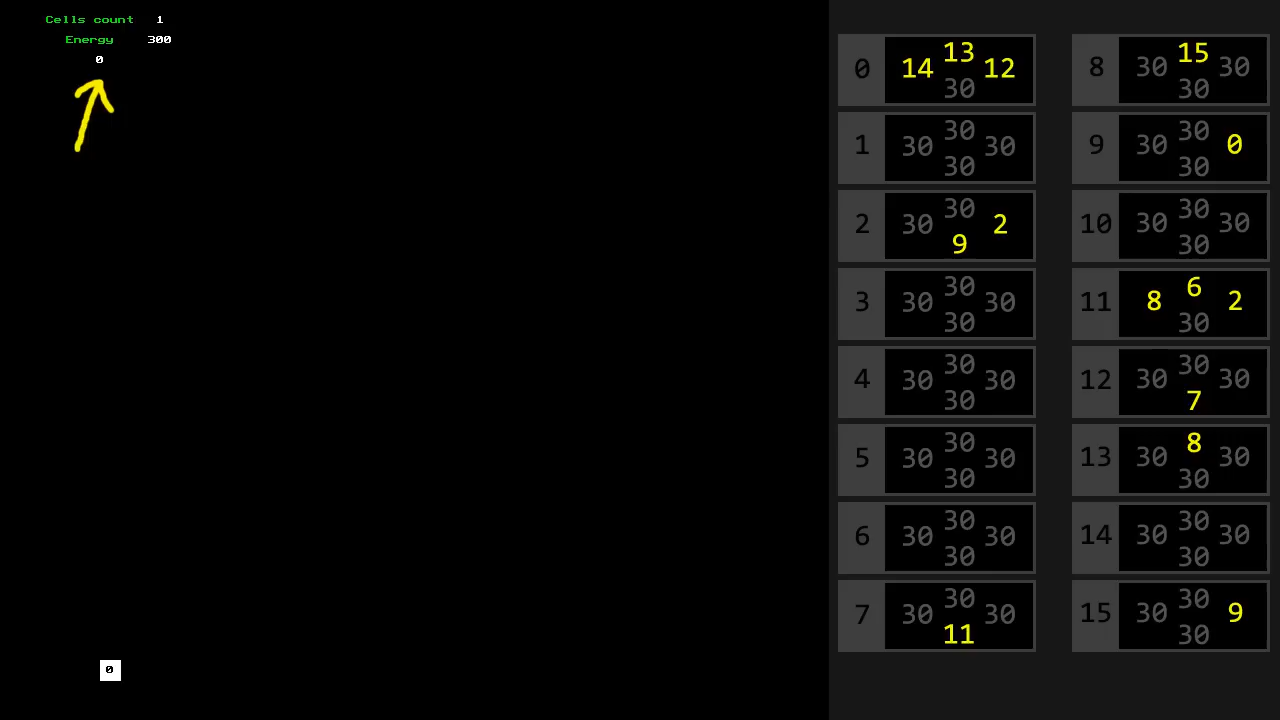 Cells count 1
Energy 300
0
0
0 14 13 12 30
1 30 30 30 30
2 30 30 2 9
3 30 30 30 30
4 30 30 30 30
5 30 30 30 30
6 30 30 30 30
7 30 30 30 11
8 30 15 30 30
9 30 30 0 30
10 30 30 30 30
11 8 6 2 30
12 30 30 30 7
13 30 8 30 30
14 30 30 30 30
15 30 30 9 30